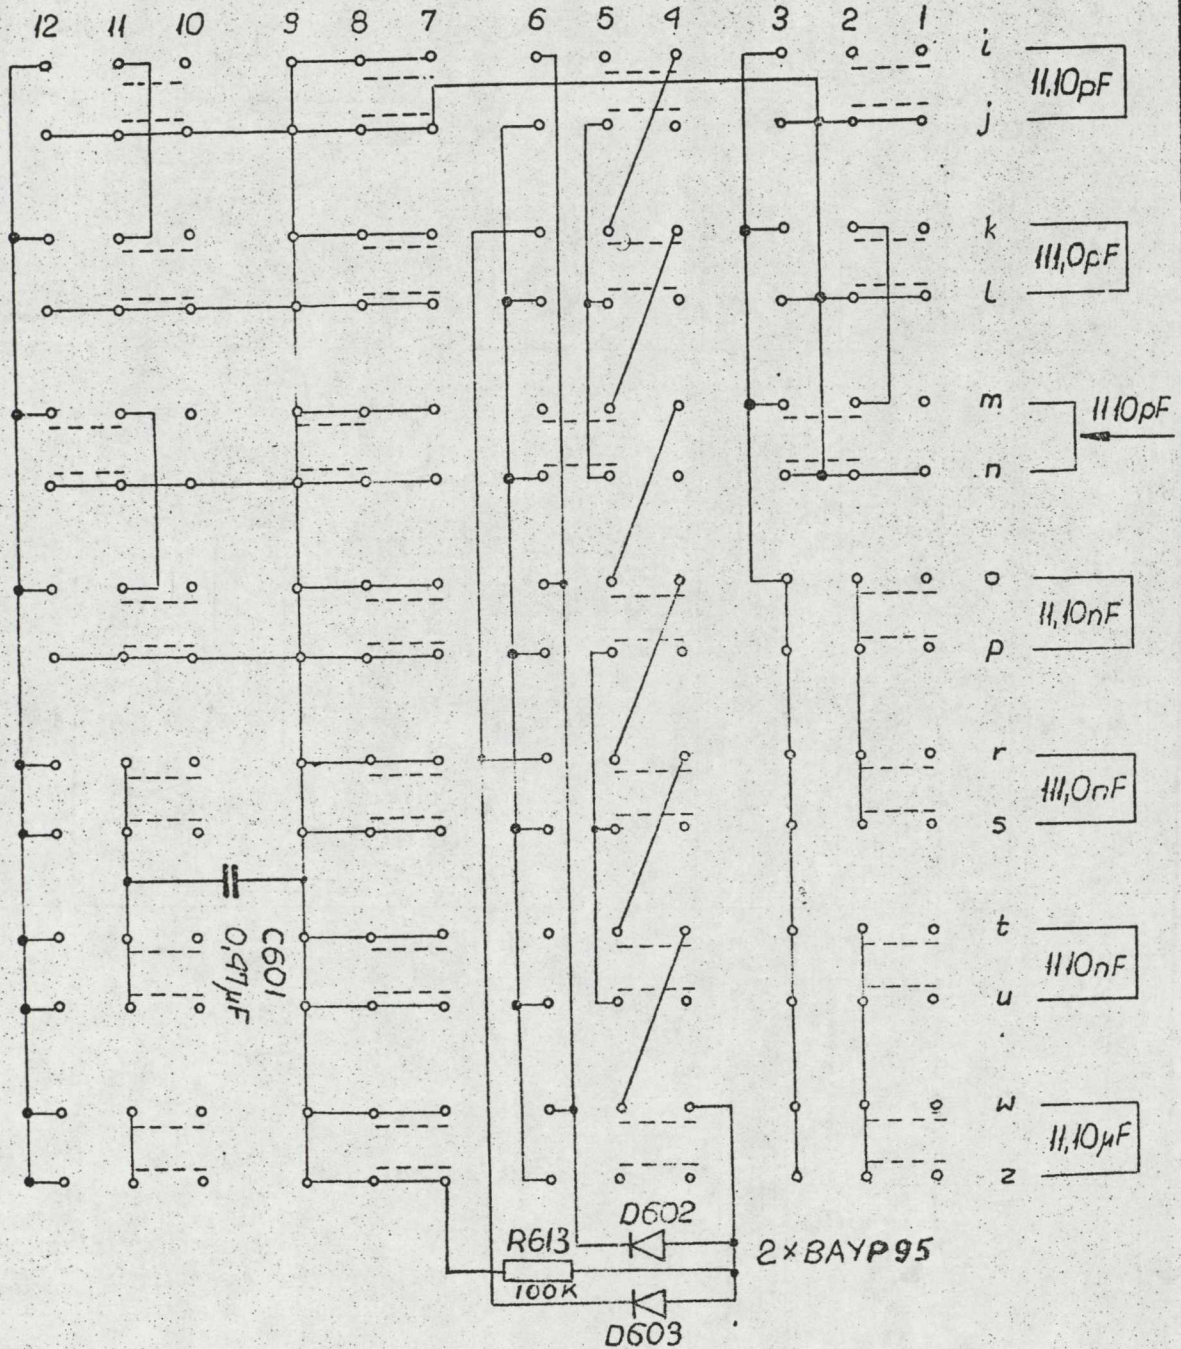 12 11 10 9 8 7 6 5 4 3 2 1
i
11,10pF
j
k
111,0pF
l
m
1110pF
n
o
11,10nF
p
r
111,0nF
s
C601
0,47µF
t
1110nF
u
w
11,10µF
z
D602
R613
2×BAYP95
100K
D603